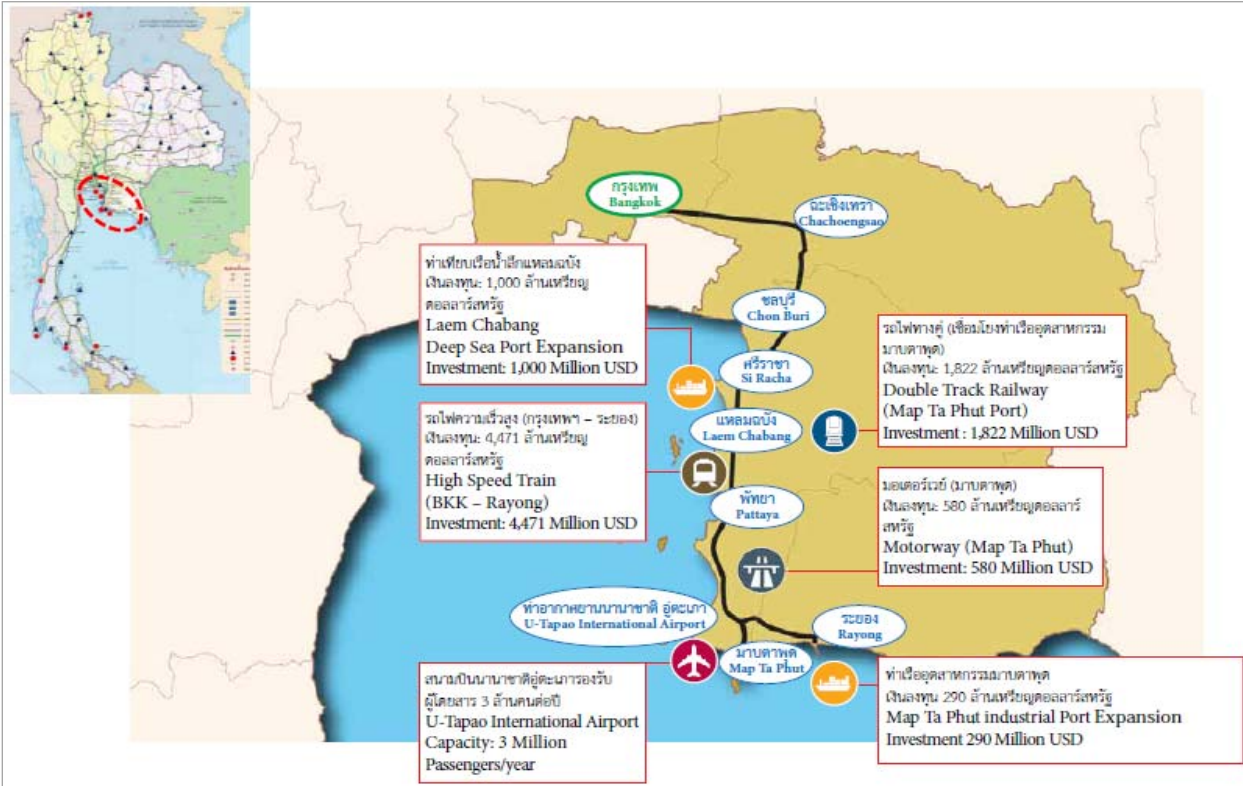 กรุงเทพ
Bangkok
ฉะเชิงเทรา
Chachoengsao
ท่าเทียบเรือน้ำลึกแหลมฉบัง
เงินลงทุน: 1,000 ล้านเหรียญ
ดอลลาร์สหรัฐ
Laem Chabang
Deep Sea Port Expansion
Investment: 1,000 Million USD
ชลบุรี
Chon Buri
ศรีราชา
Si Racha
รถไฟทางคู่ (เชื่อมโยงท่าเรืออุตสาหกรรม
มาบตาพุด)
เงินลงทุน: 1,822 ล้านเหรียญดอลลาร์สหรัฐ
Double Track Railway
(Map Ta Phut Port)
Investment : 1,822 Million USD
รถไฟความเร็วสูง (กรุงเทพฯ – ระยอง)
เงินลงทุน: 4,471 ล้านเหรียญ
ดอลลาร์สหรัฐ
High Speed Train
(BKK – Rayong)
Investment: 4,471 Million USD
แหลมฉบัง
Laem Chabang
พัทยา
Pattaya
มอเตอร์เวย์ (มาบตาพุด)
เงินลงทุน: 580 ล้านเหรียญดอลลาร์
สหรัฐ
Motorway (Map Ta Phut)
Investment: 580 Million USD
ท่าอากาศยานนานาชาติ อู่ตะเภา
U-Tapao International Airport
ระยอง
Rayong
มาบตาพุด
Map Ta Phut
สนามบินนานาชาติอู่ตะเภารองรับ
ผู้โดยสาร 3 ล้านคนต่อปี
U-Tapao International Airport
Capacity: 3 Million
Passengers/year
ท่าเรืออุตสาหกรรมมาบตาพุด
เงินลงทุน 290 ล้านเหรียญดอลลาร์สหรัฐ
Map Ta Phut industrial Port Expansion
Investment 290 Million USD